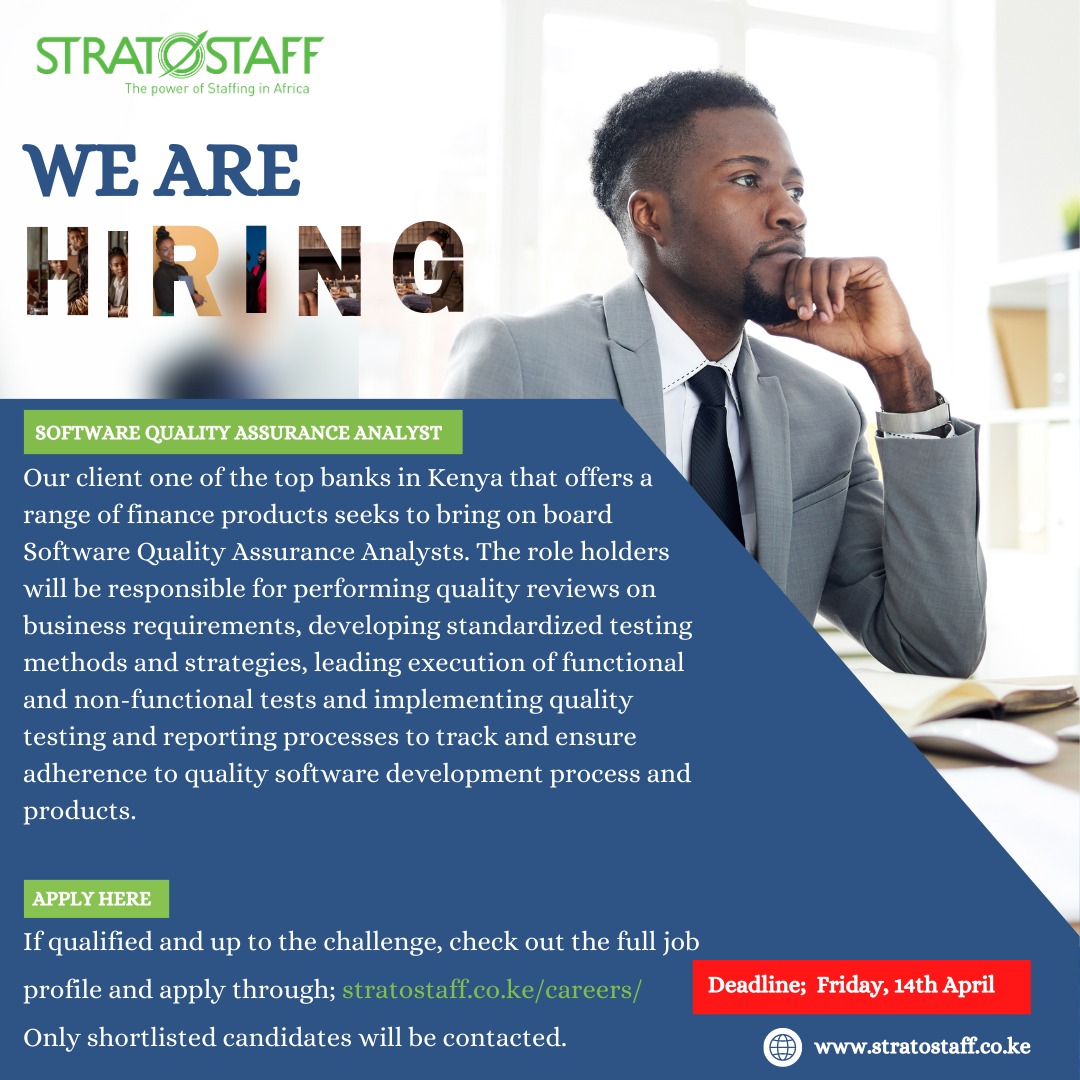 STRATOSTAFF
The power of Staffing in Africa
WE ARE
HIRING
SOFTWARE QUALITY ASSURANCE ANALYST
Our client one of the top banks in Kenya that offers a
range of finance products seeks to bring on board
Software Quality Assurance Analysts. The role holders
will be responsible for performing quality reviews on
business requirements, developing standardized testing
methods and strategies, leading execution of functional
and non-functional tests and implementing quality
testing and reporting processes to track and ensure
adherence to quality software development process and
products.
APPLY HERE
If qualified and up to the challenge, check out the full job
profile and apply through; stratostaff.co.ke/careers/
Only shortlisted candidates will be contacted.
Deadline; Friday, 14th April
www.stratostaff.co.ke